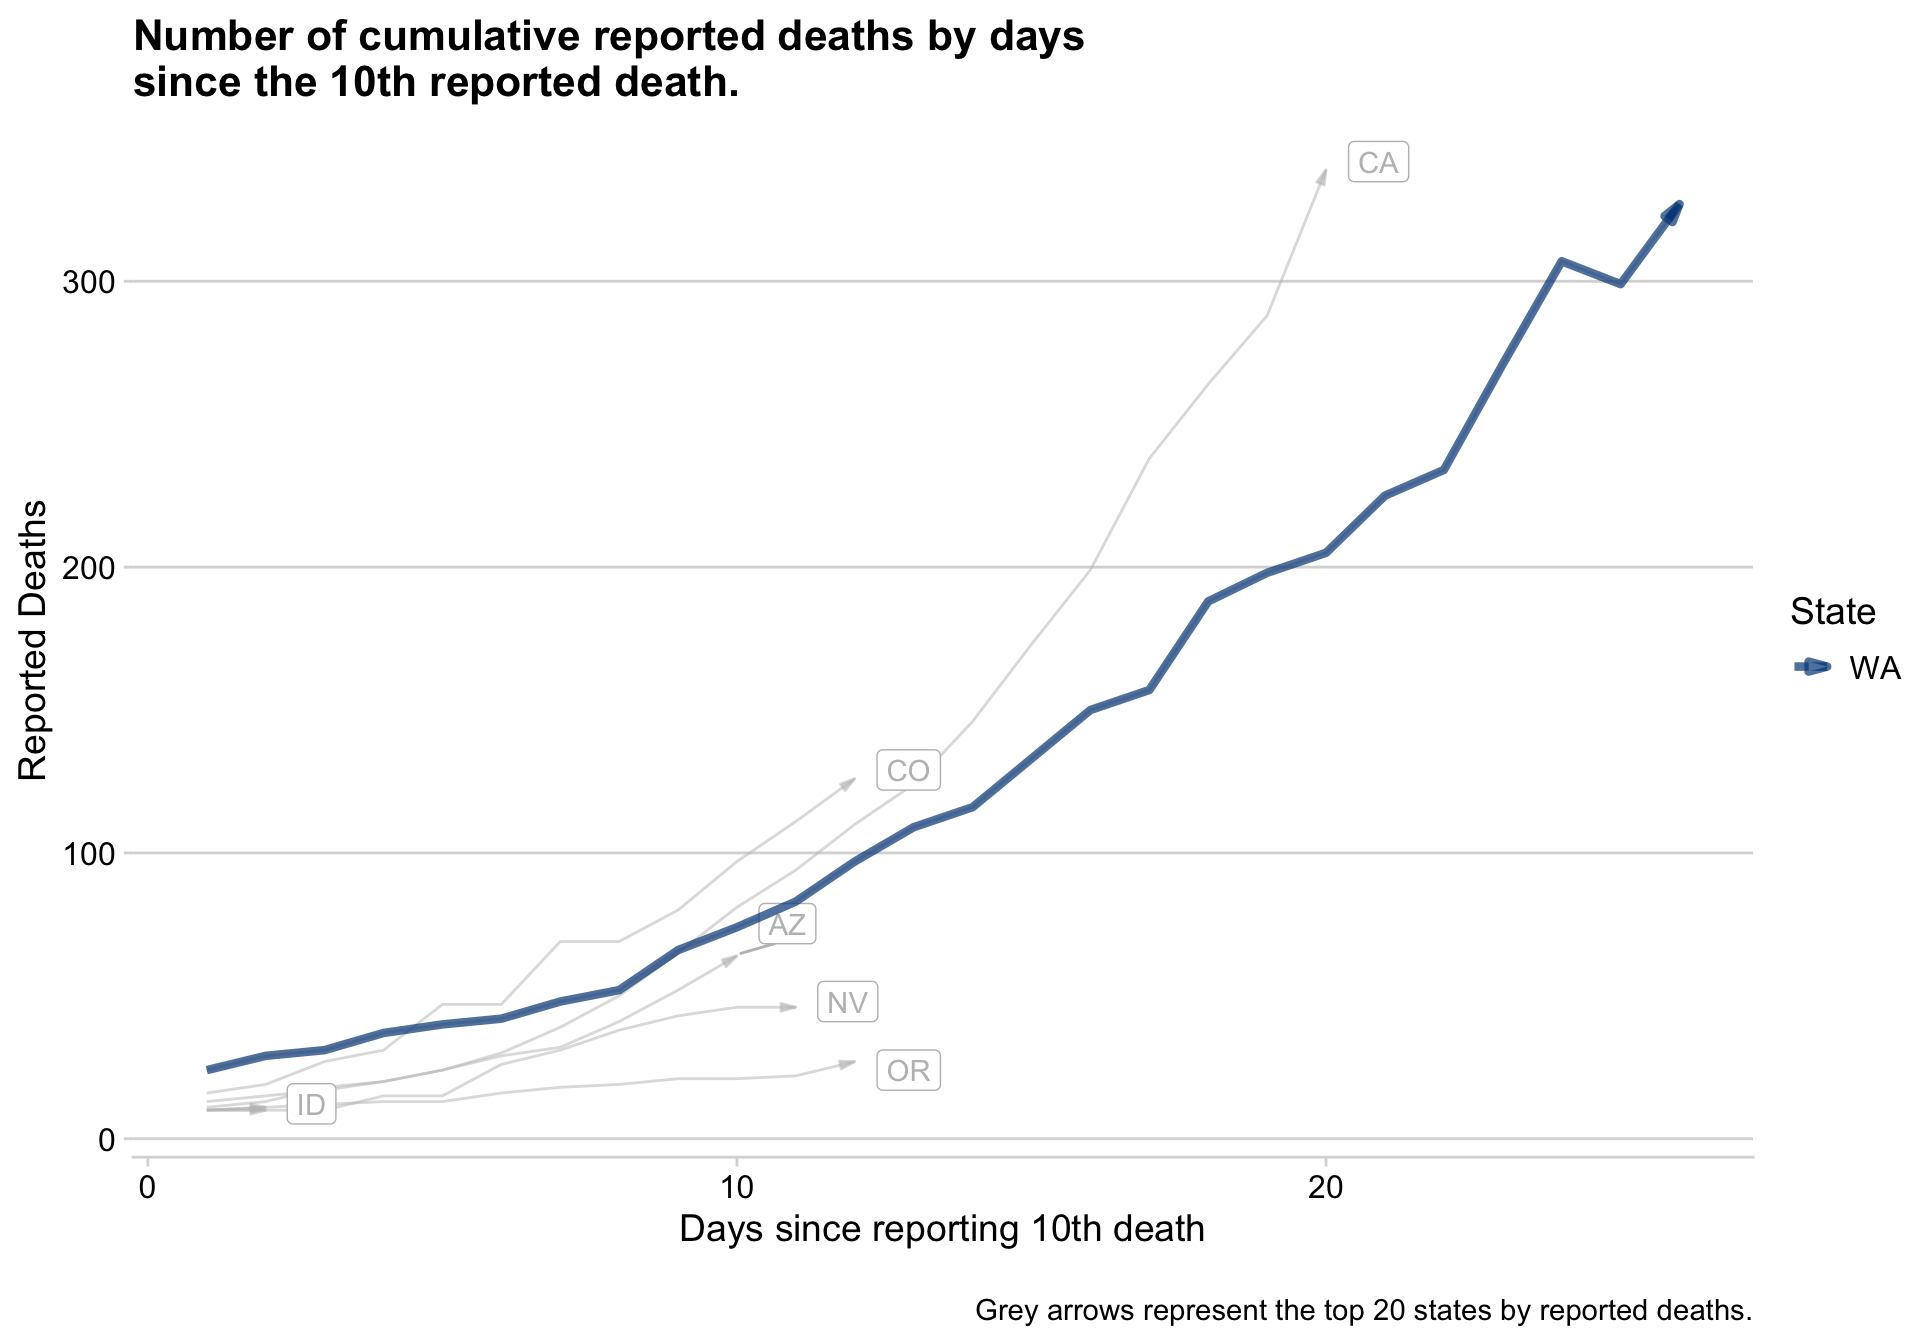 Number of cumulative reported deaths by days
since the 10th reported death.
CA
300
Reported Deaths
200
State
WA
CO
100
AZ
NV
OR
ID
0
0 10 20
Days since reporting 10th death
Grey arrows represent the top 20 states by reported deaths.